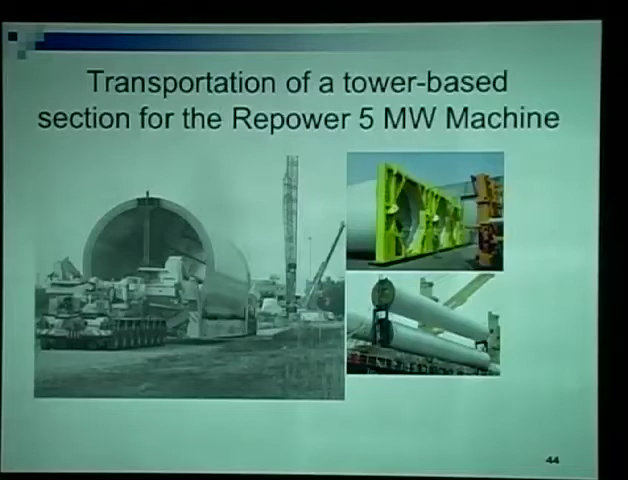 Transportation of a tower-based
section for the Repower 5 MW Machine
44